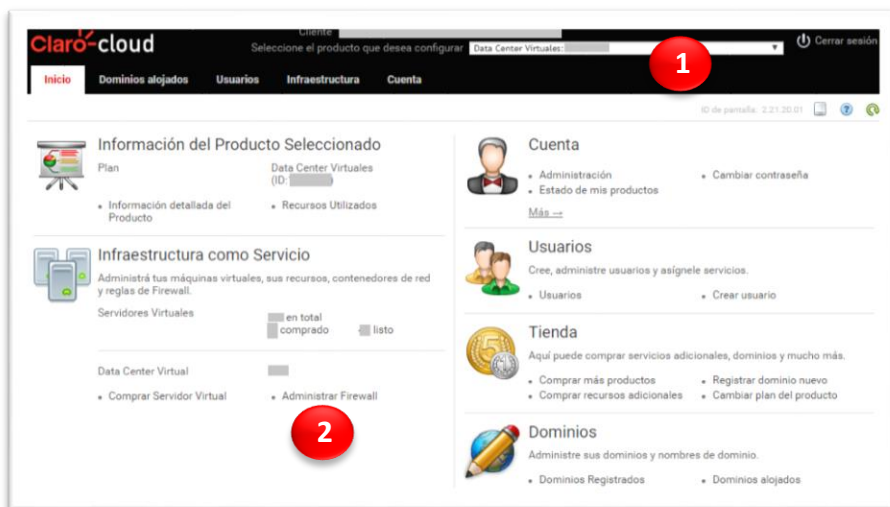 Cliente
Claro-cloud
Seleccione el producto que desea configurar Data Center Virtuales:
Cerrar sesión
1
Inicio Dominios alojados Usuarios Infraestructura Cuenta
ID de pantalla: 2.21.20.01
Información del Producto Seleccionado
Plan Data Center Virtuales
(ID: )
• Información detallada del Producto
• Recursos Utilizados
Infraestructura como Servicio
Administrá tus máquinas virtuales, sus recursos, contenedores de red
y reglas de Firewall.
Servidores Virtuales en total
comprado listo
Data Center Virtual
• Comprar Servidor Virtual • Administrar Firewall
2
Cuenta
• Administración • Cambiar contraseña
• Estado de mis productos
Más →
Usuarios
Cree, administre usuarios y asígnele servicios.
• Usuarios • Crear usuario
Tienda
5
Aquí puede comprar servicios adicionales, dominios y mucho más.
• Comprar más productos • Registrar dominio nuevo
• Comprar recursos adicionales • Cambiar plan del producto
Dominios
Administre sus dominios y nombres de dominio.
• Dominios Registrados • Dominios alojados